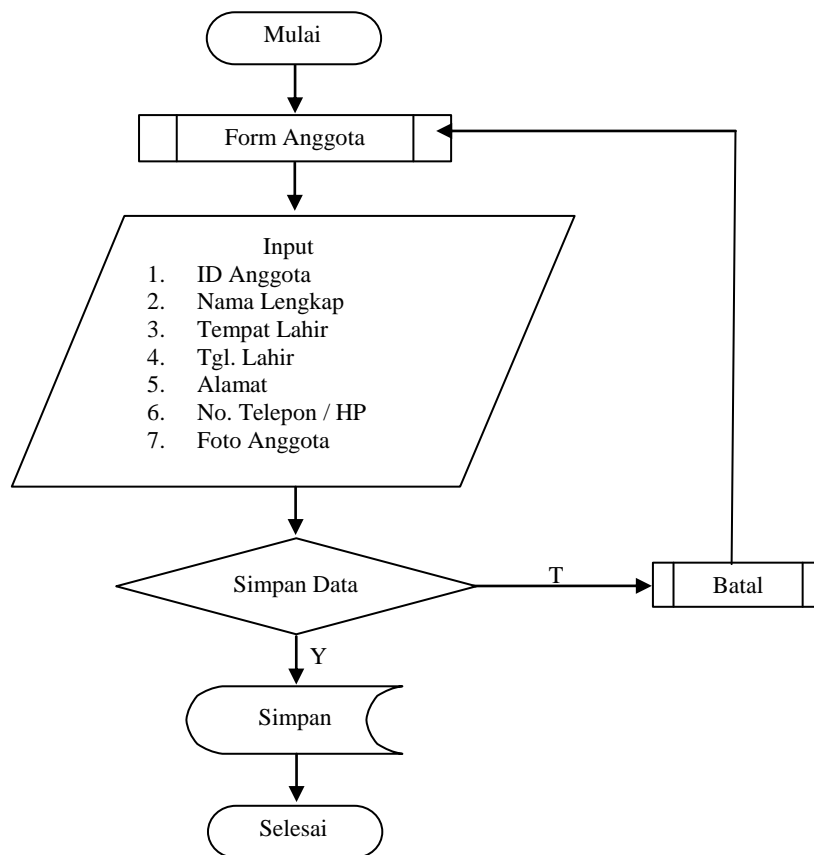 Mulai
Form Anggota
Input
1. ID Anggota
2. Nama Lengkap
3. Tempat Lahir
4. Tgl. Lahir
5. Alamat
6. No. Telepon / HP
7. Foto Anggota
Simpan Data
T
Batal
Y
Simpan
Selesai